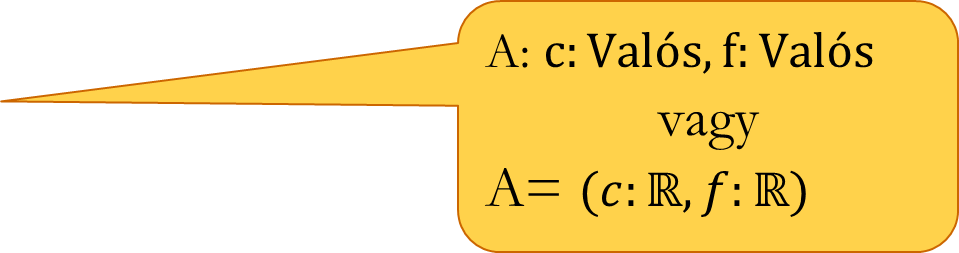 A: c: Valós, f: Valós
vagy
A= (c: ℝ, f: ℝ)